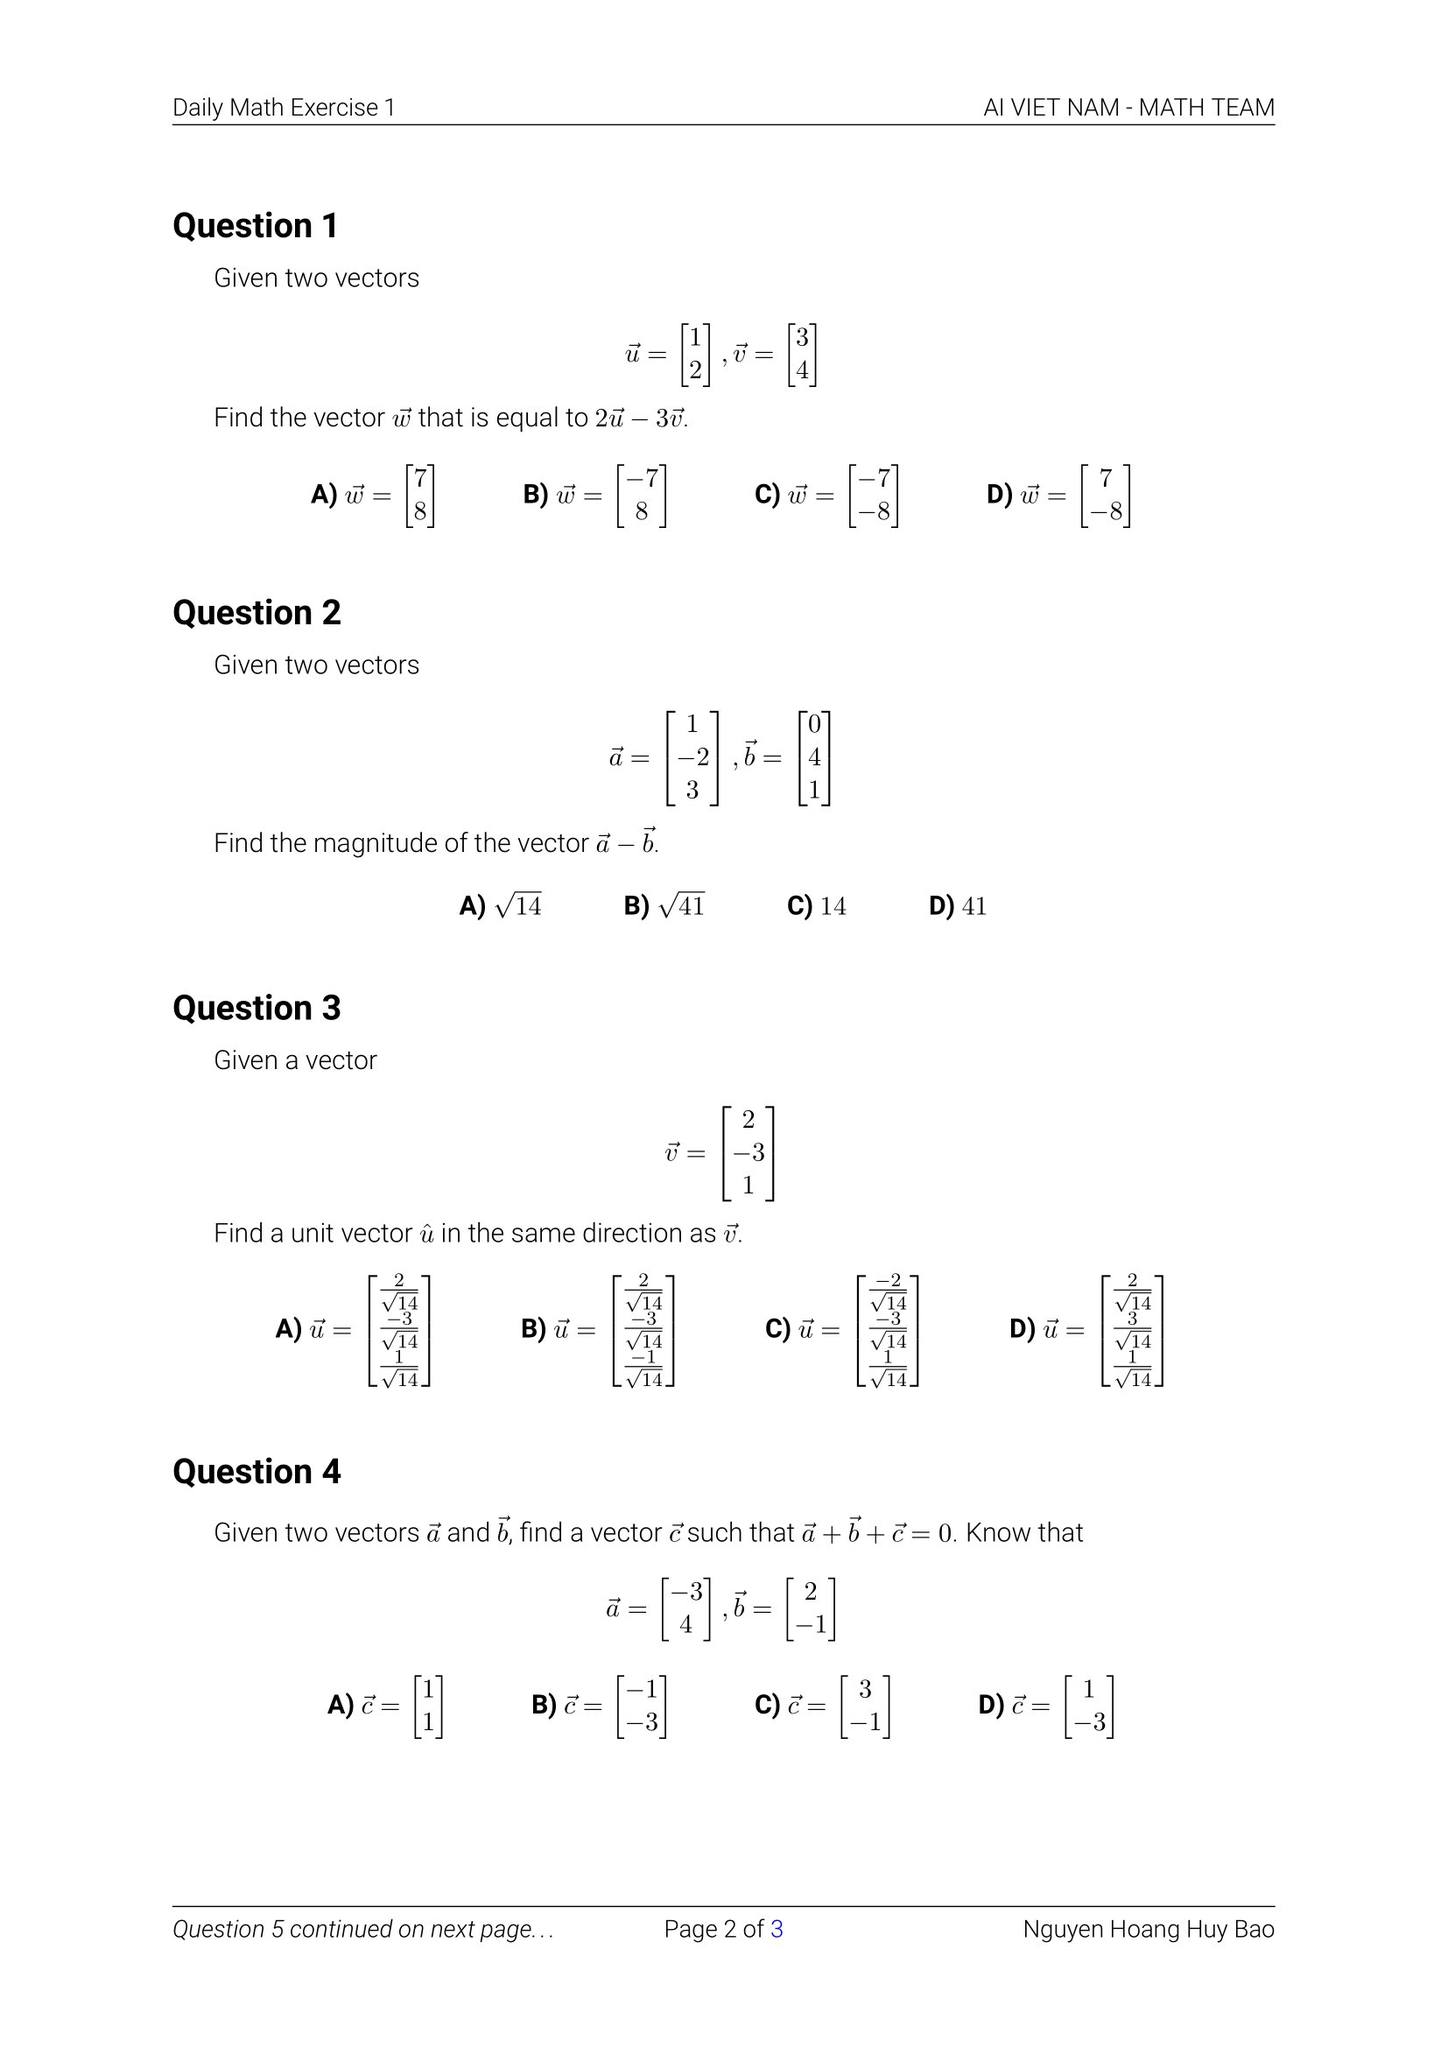 Daily Math Exercise 1 AI VIET NAM - MATH TEAM
Question 1
Given two vectors
$\vec{u} = \begin{bmatrix} 1 \\ 2 \end{bmatrix}, \vec{v} = \begin{bmatrix} 3 \\ 4 \end{bmatrix}$
Find the vector $\vec{w}$ that is equal to $2\vec{u} - 3\vec{v}$.
A) $\vec{w} = \begin{bmatrix} 7 \\ 8 \end{bmatrix}$ B) $\vec{w} = \begin{bmatrix} -7 \\ 8 \end{bmatrix}$ C) $\vec{w} = \begin{bmatrix} -7 \\ -8 \end{bmatrix}$ D) $\vec{w} = \begin{bmatrix} 7 \\ -8 \end{bmatrix}$
Question 2
Given two vectors
$\vec{a} = \begin{bmatrix} 1 \\ -2 \\ 3 \end{bmatrix}, \vec{b} = \begin{bmatrix} 0 \\ 4 \\ 1 \end{bmatrix}$
Find the magnitude of the vector $\vec{a} - \vec{b}$.
A) $\sqrt{14}$ B) $\sqrt{41}$ C) $14$ D) $41$
Question 3
Given a vector
$\vec{v} = \begin{bmatrix} 2 \\ -3 \\ 1 \end{bmatrix}$
Find a unit vector $\hat{u}$ in the same direction as $\vec{v}$.
A) $\vec{u} = \begin{bmatrix} \frac{2}{\sqrt{14}} \\ \frac{-3}{\sqrt{14}} \\ \frac{1}{\sqrt{14}} \end{bmatrix}$ B) $\vec{u} = \begin{bmatrix} \frac{2}{\sqrt{14}} \\ \frac{-3}{\sqrt{14}} \\ \frac{-1}{\sqrt{14}} \end{bmatrix}$ C) $\vec{u} = \begin{bmatrix} \frac{-2}{\sqrt{14}} \\ \frac{-3}{\sqrt{14}} \\ \frac{1}{\sqrt{14}} \end{bmatrix}$ D) $\vec{u} = \begin{bmatrix} \frac{2}{\sqrt{14}} \\ \frac{3}{\sqrt{14}} \\ \frac{1}{\sqrt{14}} \end{bmatrix}$
Question 4
Given two vectors $\vec{a}$ and $\vec{b}$, find a vector $\vec{c}$ such that $\vec{a} + \vec{b} + \vec{c} = 0$. Know that
$\vec{a} = \begin{bmatrix} -3 \\ 4 \end{bmatrix}, \vec{b} = \begin{bmatrix} 2 \\ -1 \end{bmatrix}$
A) $\vec{c} = \begin{bmatrix} 1 \\ 1 \end{bmatrix}$ B) $\vec{c} = \begin{bmatrix} -1 \\ -3 \end{bmatrix}$ C) $\vec{c} = \begin{bmatrix} 3 \\ -1 \end{bmatrix}$ D) $\vec{c} = \begin{bmatrix} 1 \\ -3 \end{bmatrix}$
Question 5 continued on next page... Page 2 of 3 Nguyen Hoang Huy Bao